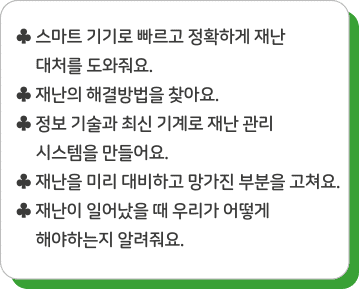 ♣ 스마트 기기로 빠르고 정확하게 재난
대처를 도와줘요.
♣ 재난의 해결방법을 찾아요.
♣ 정보 기술과 최신 기계로 재난 관리
시스템을 만들어요.
♣ 재난을 미리 대비하고 망가진 부분을 고쳐요.
♣ 재난이 일어났을 때 우리가 어떻게
해야하는지 알려줘요.